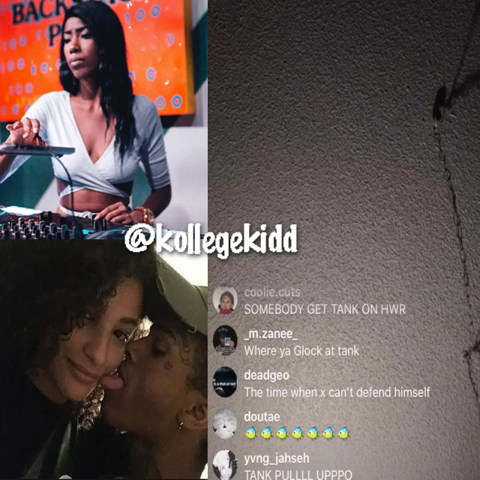 BACKS
P
@kollegekidd
coolie.cuts
SOMEBODY GET TANK ON HWR
_m.zanee_
Where ya Glock at tank
deadgeo
The time when x can't defend himself
doutae
🐠🐠🐠🐠🐠🐠🐠
yvng_jahseh
TANK PULLLL UPPPO